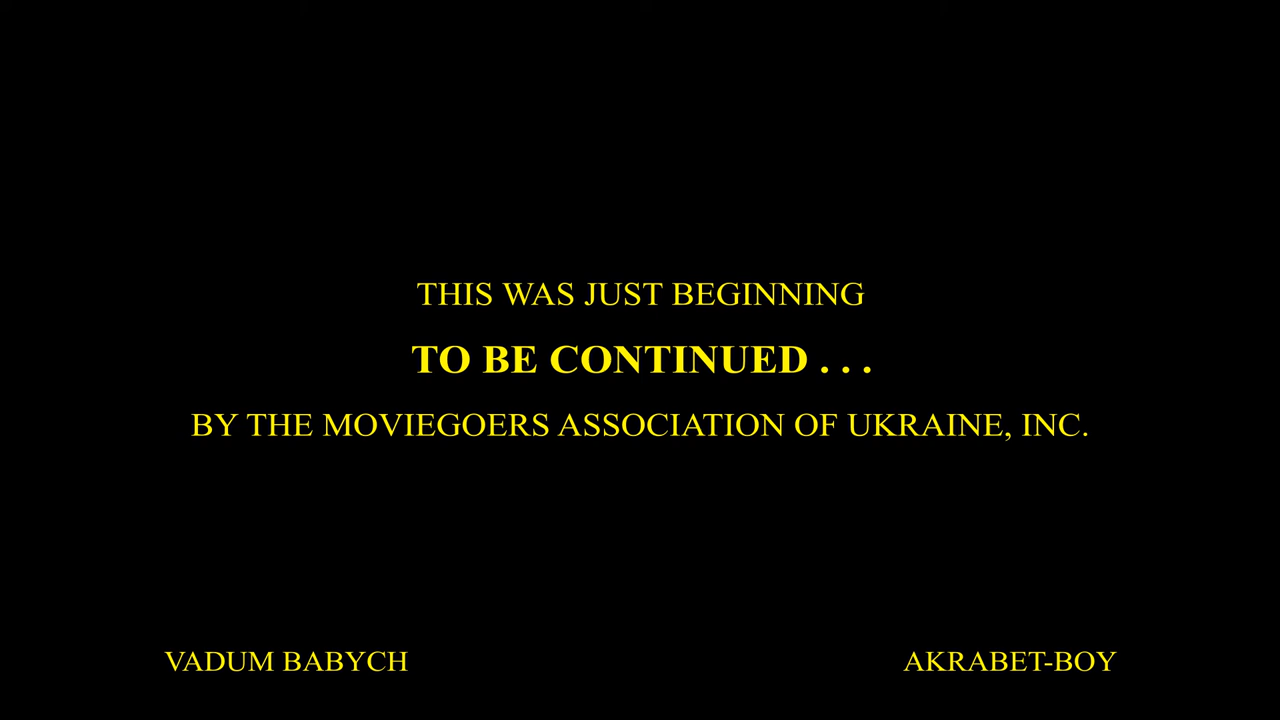 THIS WAS JUST BEGINNING
TO BE CONTINUED . . .
BY THE MOVIEGOERS ASSOCIATION OF UKRAINE, INC.
VADUM BABYCH
AKRABET-BOY